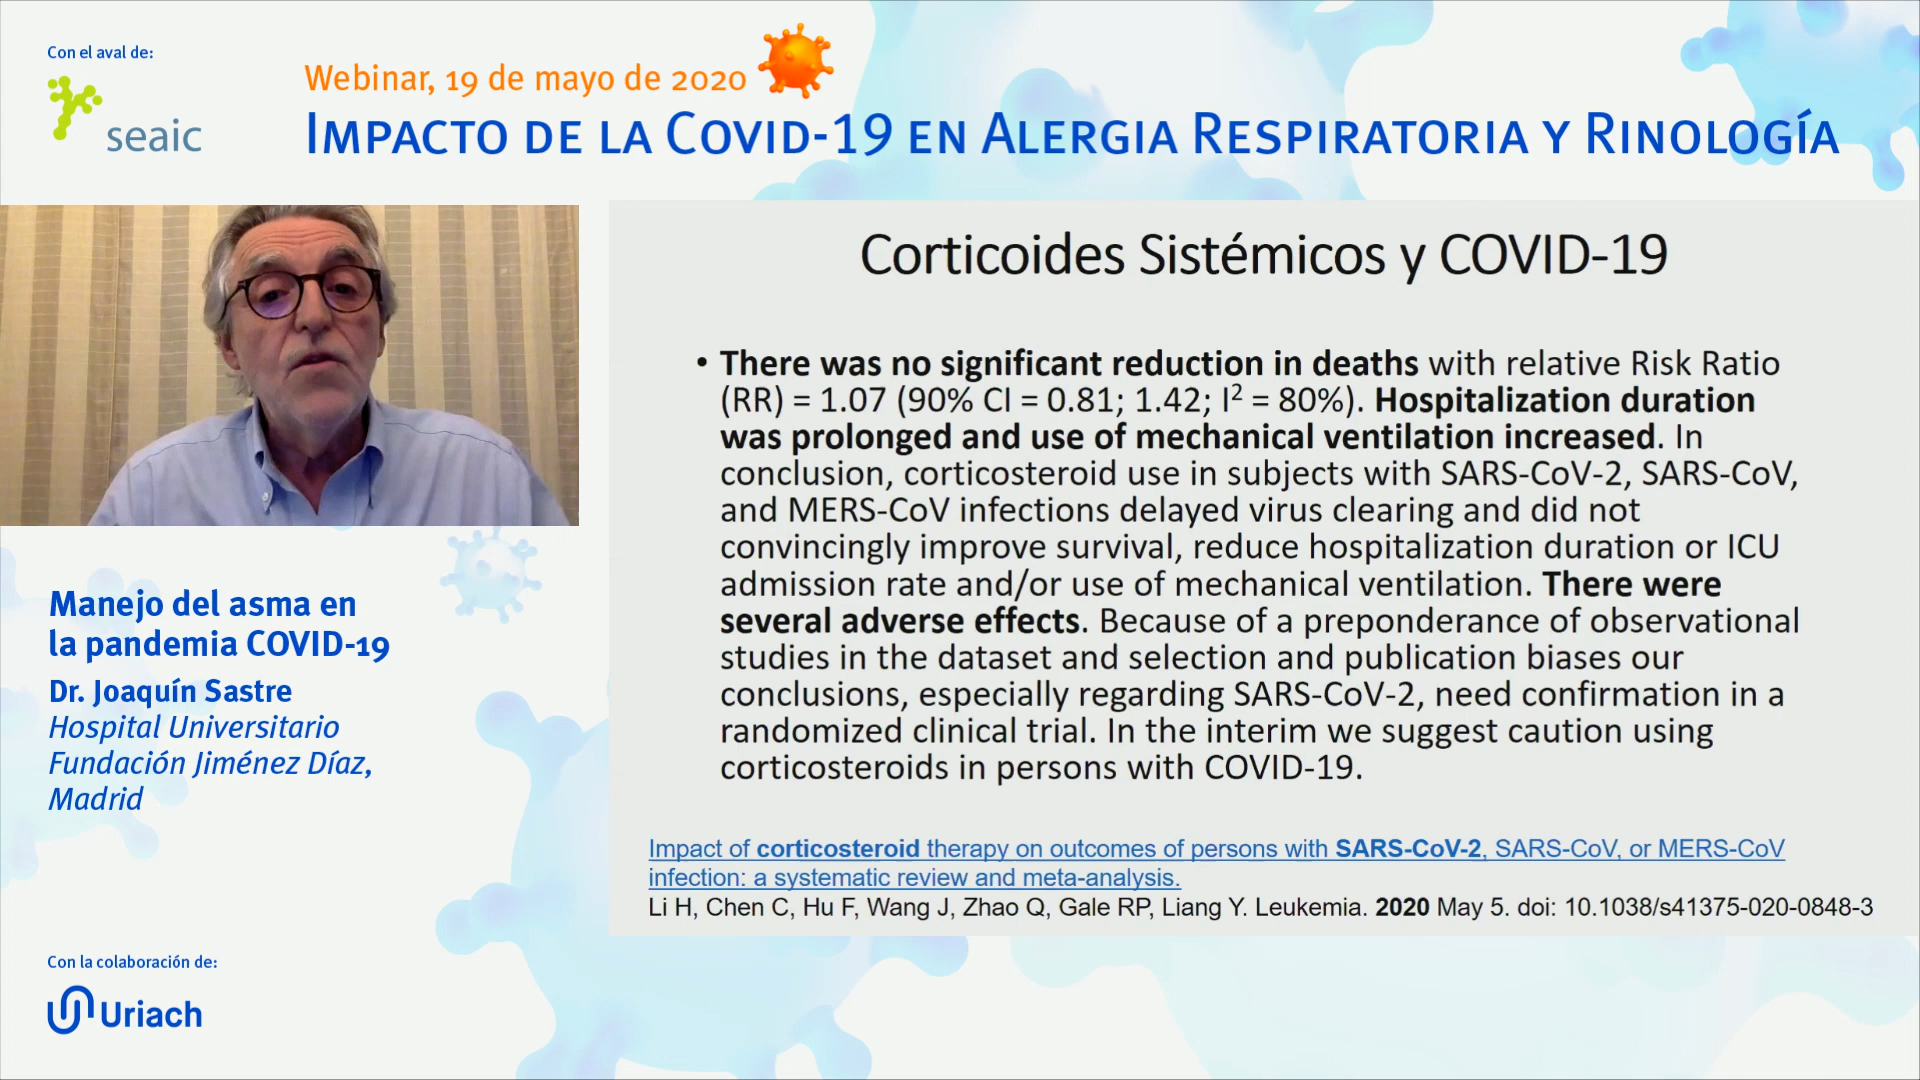 Con el aval de:
seaic
Webinar, 19 de mayo de 2020
Impacto de la Covid-19 en Alergia Respiratoria y Rinología
Corticoides Sistémicos y COVID-19
• There was no significant reduction in deaths with relative Risk Ratio
(RR) = 1.07 (90% CI = 0.81; 1.42; I² = 80%). Hospitalization duration
was prolonged and use of mechanical ventilation increased. In
conclusion, corticosteroid use in subjects with SARS-CoV-2, SARS-CoV,
and MERS-CoV infections delayed virus clearing and did not
convincingly improve survival, reduce hospitalization duration or ICU
admission rate and/or use of mechanical ventilation. There were
several adverse effects. Because of a preponderance of observational
studies in the dataset and selection and publication biases our
conclusions, especially regarding SARS-CoV-2, need confirmation in a
randomized clinical trial. In the interim we suggest caution using
corticosteroids in persons with COVID-19.
Impact of corticosteroid therapy on outcomes of persons with SARS-CoV-2, SARS-CoV, or MERS-CoV
infection: a systematic review and meta-analysis.
Li H, Chen C, Hu F, Wang J, Zhao Q, Gale RP, Liang Y. Leukemia. 2020 May 5. doi: 10.1038/s41375-020-0848-3
Manejo del asma en
la pandemia COVID-19
Dr. Joaquín Sastre
Hospital Universitario
Fundación Jiménez Díaz,
Madrid
Con la colaboración de:
Uriach